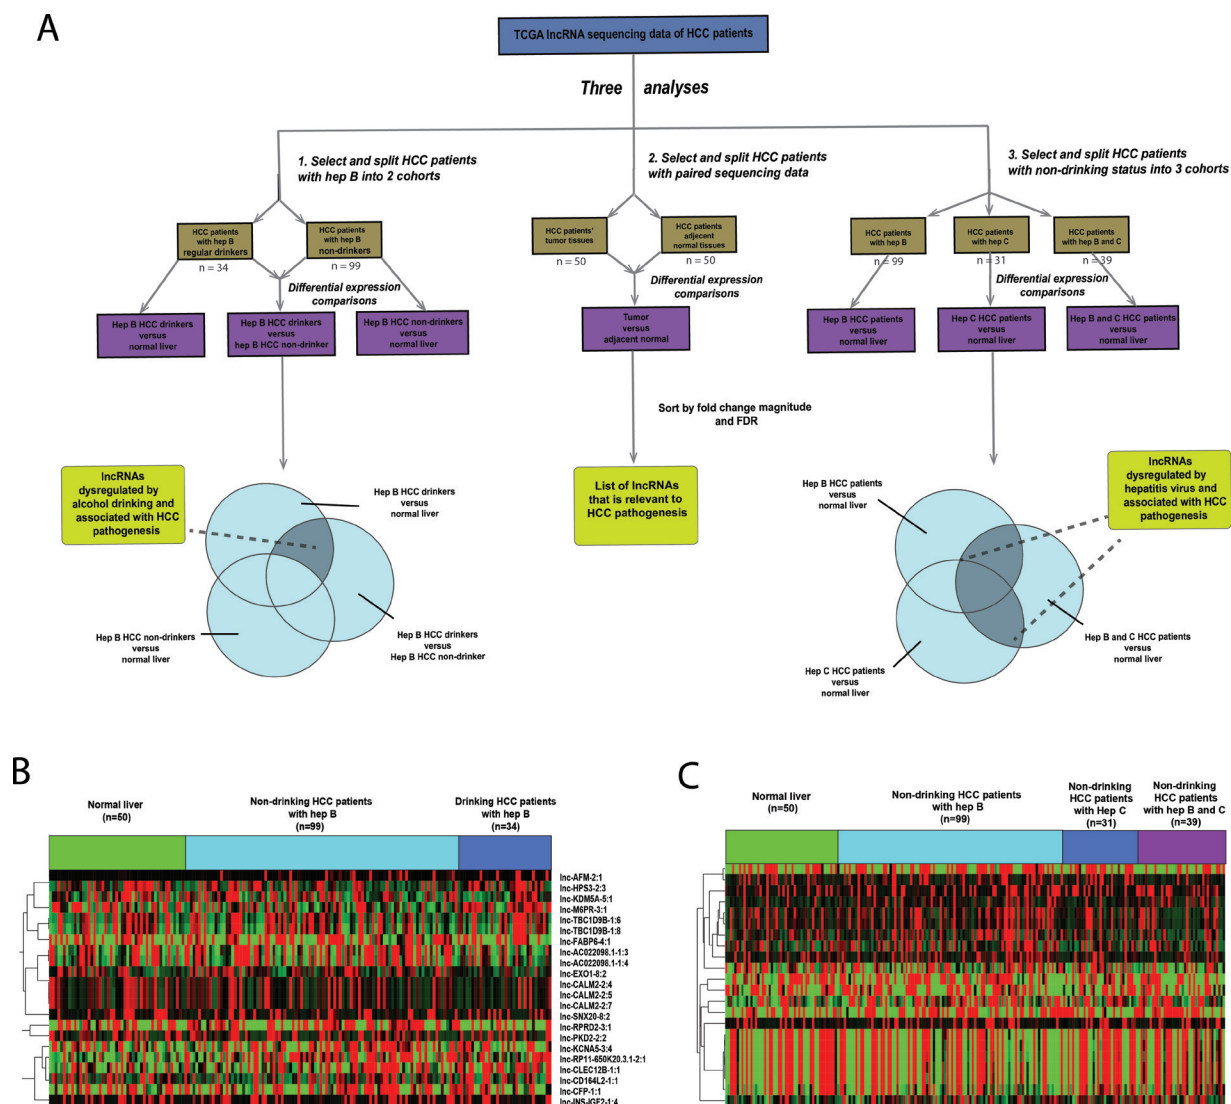 A
TCGA lncRNA sequencing data of HCC patients
Three analyses
1. Select and split HCC patients
with hep B into 2 cohorts
2. Select and split HCC patients
with paired sequencing data
3. Select and split HCC patients
with non-drinking status into 3 cohorts
HCC patients
with hep B
regular drinkers
n = 34
HCC patients
with hep B
non-drinkers
n = 99
HCC patients'
tumor tissues
n = 50
HCC patients
adjecent
normal tissues
n = 50
HCC patients
with hep B
n = 99
HCC patients
with hep C
n = 31
HCC patients
with hep B and C
n = 39
Differential expression
comparisons
Differential expression
comparisons
Differential expression
comparisons
Hep B HCC drinkers
versus
normal liver
Hep B HCC drinkers
versus
hep B HCC non-drinker
Hep B HCC non-drinkers
versus
normal liver
Tumor
versus
adjacent normal
Hep B HCC patients
versus
normal liver
Hep C HCC patients
versus
normal liver
Hep B and C HCC patients
versus
normal liver
Sort by fold change magnitude
and FDR
lncRNAs
dysregulated by
alcohol drinking and
associated with HCC
pathogenesis
Hep B HCC drinkers
versus
normal liver
Hep B HCC non-drinkers
versus
normal liver
Hep B HCC drinkers
versus
Hep B HCC non-drinker
List of lncRNAs
that is relevant to
HCC pathogenesis
Hep B HCC patients
versus
normal liver
lncRNAs
dysregulated by
hepatitis virus and
associated with HCC
pathogenesis
Hep B and C HCC patients
versus
normal liver
Hep C HCC patients
versus
normal liver
B
Normal liver
(n=50)
Non-drinking HCC patients
with hep B
(n=99)
Drinking HCC patients
with hep B
(n=34)
lnc-AFM-2:1
lnc-HPS3-2:3
lnc-KDM5A-5:1
lnc-M6PR-3:1
lnc-TBC1D9B-1:6
lnc-TBC1D9B-1:8
lnc-FABP6-4:1
lnc-AC022098.1-1:3
lnc-AC022098.1-1:4
lnc-EXO1-8:2
lnc-CALM2-2:4
lnc-CALM2-2:5
lnc-CALM2-2:7
lnc-SNX20-8:2
lnc-RPRD2-3:1
lnc-PKD2-2:2
lnc-KCNA5-3:4
lnc-RP11-650K20.3.1-2:1
lnc-CLEC12B-1:1
lnc-CD164L2-1:1
lnc-CFP-1:1
lnc-INS-IGF2-1:4
C
Normal liver
(n=50)
Non-drinking HCC patients
with hep B
(n=99)
Non-drinking
HCC patients
with Hep C
(n=31)
Non-drinking
HCC patients
with hep B and C
(n=39)